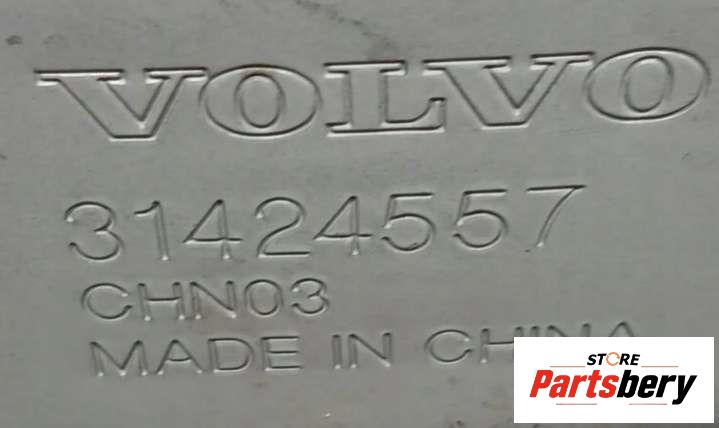 VOLVO
31424557
CHN03
MADE IN CHINA
STORE
Partsbery